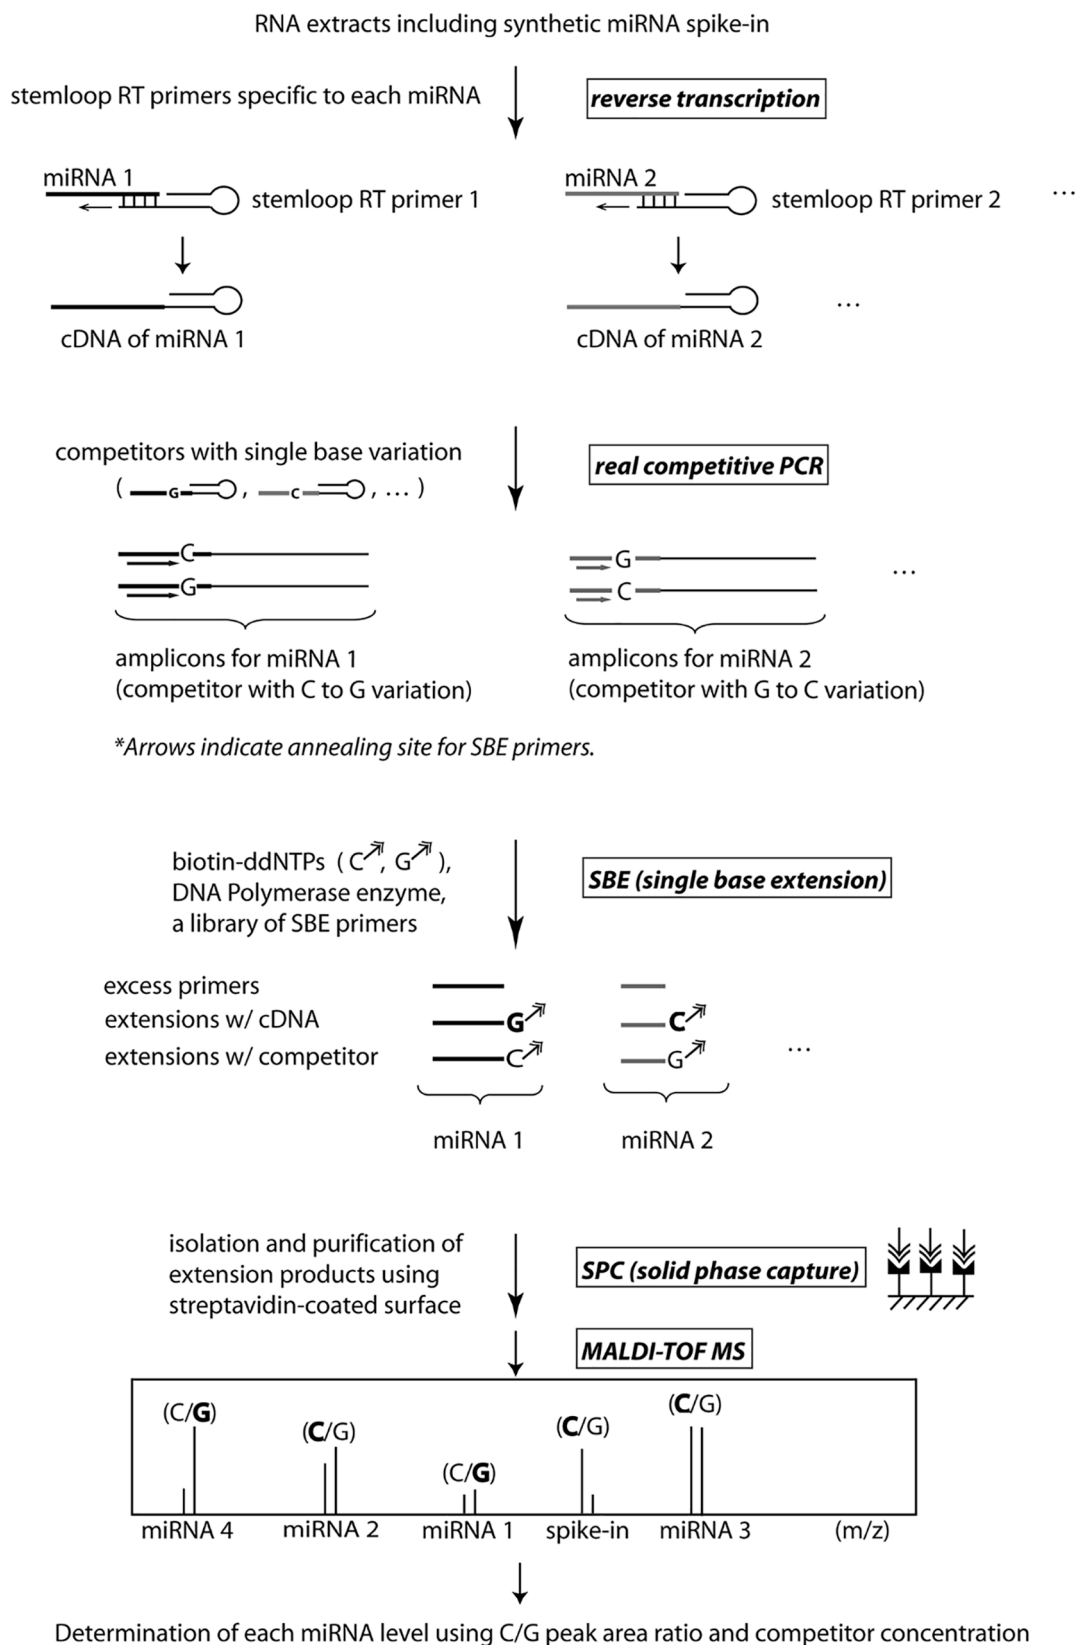 RNA extracts including synthetic miRNA spike-in
stemloop RT primers specific to each miRNA
reverse transcription
miRNA 1
stemloop RT primer 1
miRNA 2
stemloop RT primer 2
...
cDNA of miRNA 1
cDNA of miRNA 2
...
competitors with single base variation
real competitive PCR
( G , C , ... )
C
G
G
C
...
amplicons for miRNA 1
(competitor with C to G variation)
amplicons for miRNA 2
(competitor with G to C variation)
*Arrows indicate annealing site for SBE primers.
biotin-ddNTPs ( C , G ),
DNA Polymerase enzyme,
a library of SBE primers
SBE (single base extension)
excess primers
extensions w/ cDNA G C
extensions w/ competitor C G
...
miRNA 1 miRNA 2
isolation and purification of
extension products using
streptavidin-coated surface
SPC (solid phase capture)
MALDI-TOF MS
(C/G) (C/G) (C/G) (C/G) (C/G)
miRNA 4 miRNA 2 miRNA 1 spike-in miRNA 3 (m/z)
Determination of each miRNA level using C/G peak area ratio and competitor concentration